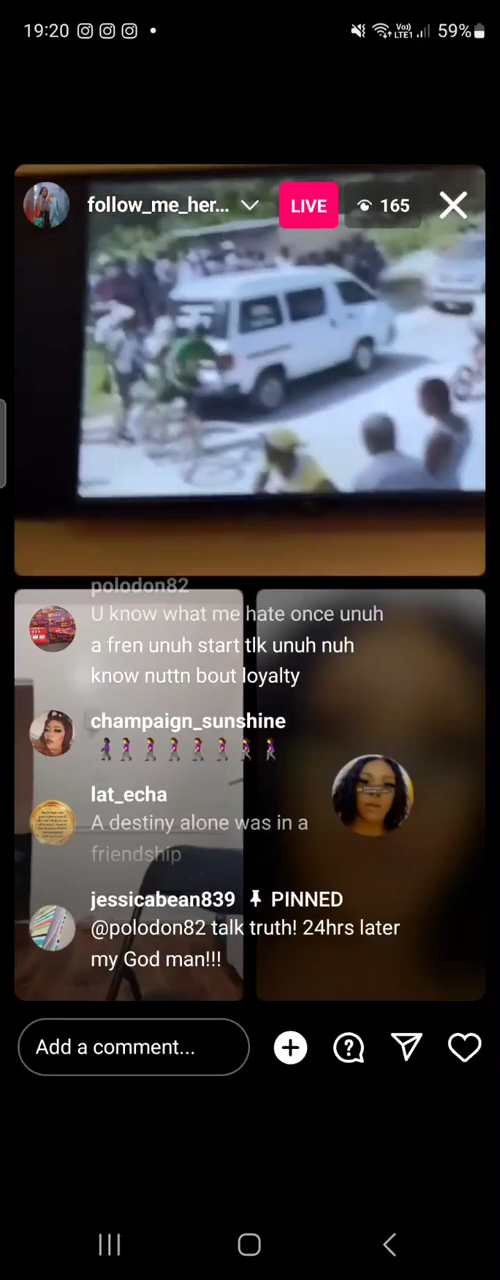 19:20
Vo))
LTE1
59%
follow_me_her...
LIVE
165
polodon82
U know what me hate once unuh
a fren unuh start tlk unuh nuh
know nuttn bout loyalty
champaign_sunshine
lat_echa
A destiny alone was in a
friendship
jessicabean839 PINNED
@polodon82 talk truth! 24hrs later
my God man!!!
Add a comment...